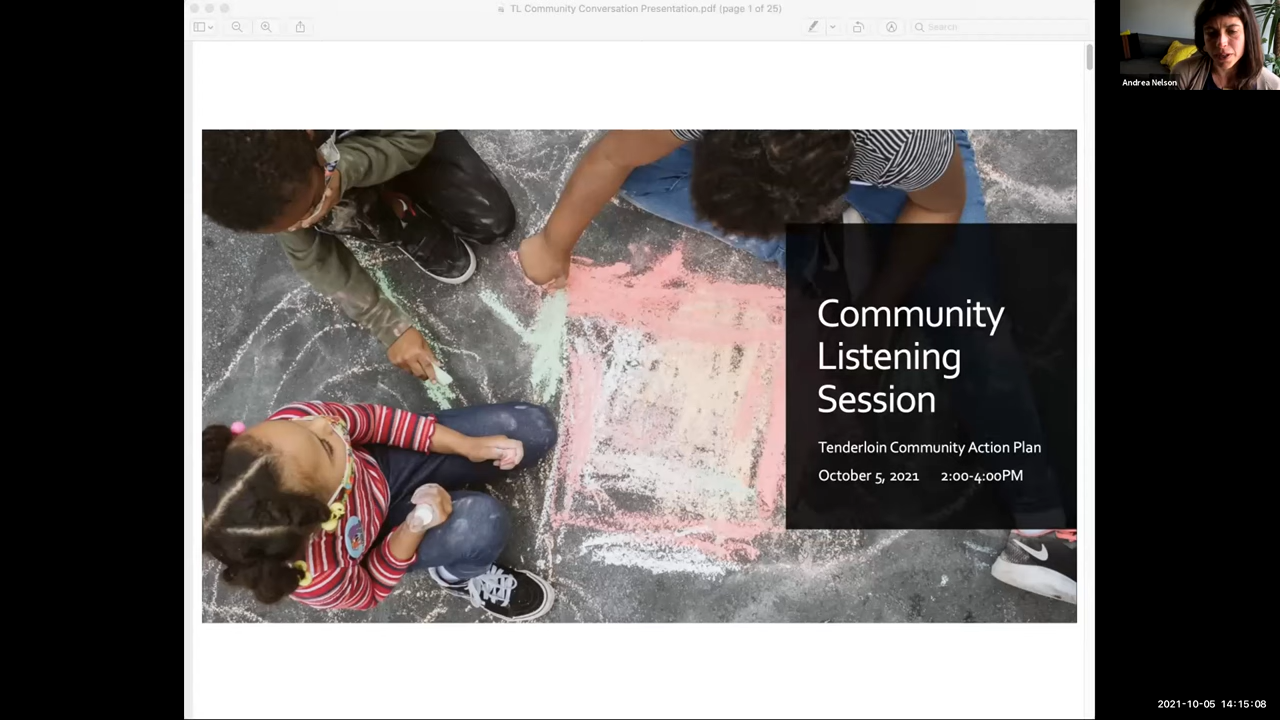 TL Community Conversation Presentation.pdf (page 1 of 25)
Search
Andrea Nelson
Community
Listening
Session
Tenderloin Community Action Plan
October 5, 2021 2:00-4:00PM
2021-10-05 14:15:08